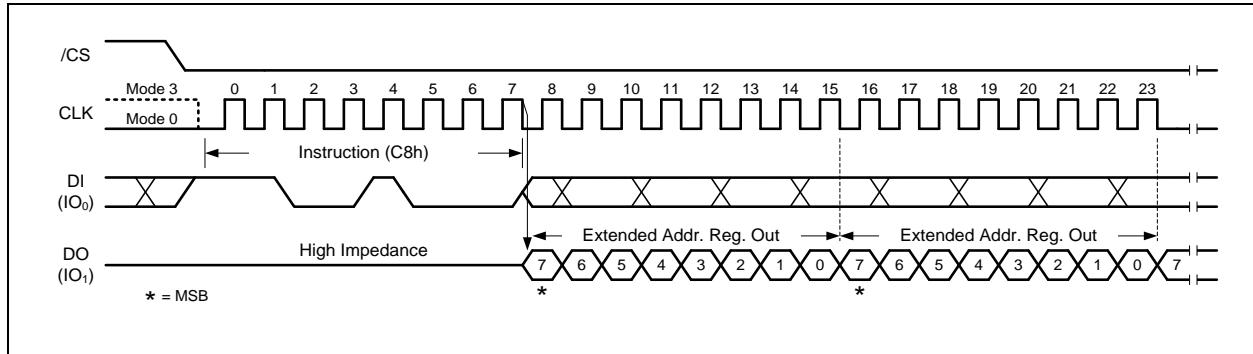 /CS
Mode 3 0 1 2 3 4 5 6 7 8 9 10 11 12 13 14 15 16 17 18 19 20 21 22 23
CLK
Mode 0
Instruction (C8h)
DI
(IO₀)
Extended Addr. Reg. Out Extended Addr. Reg. Out
High Impedance
DO
(IO₁)
7 6 5 4 3 2 1 0 7 6 5 4 3 2 1 0 7
* *
* = MSB